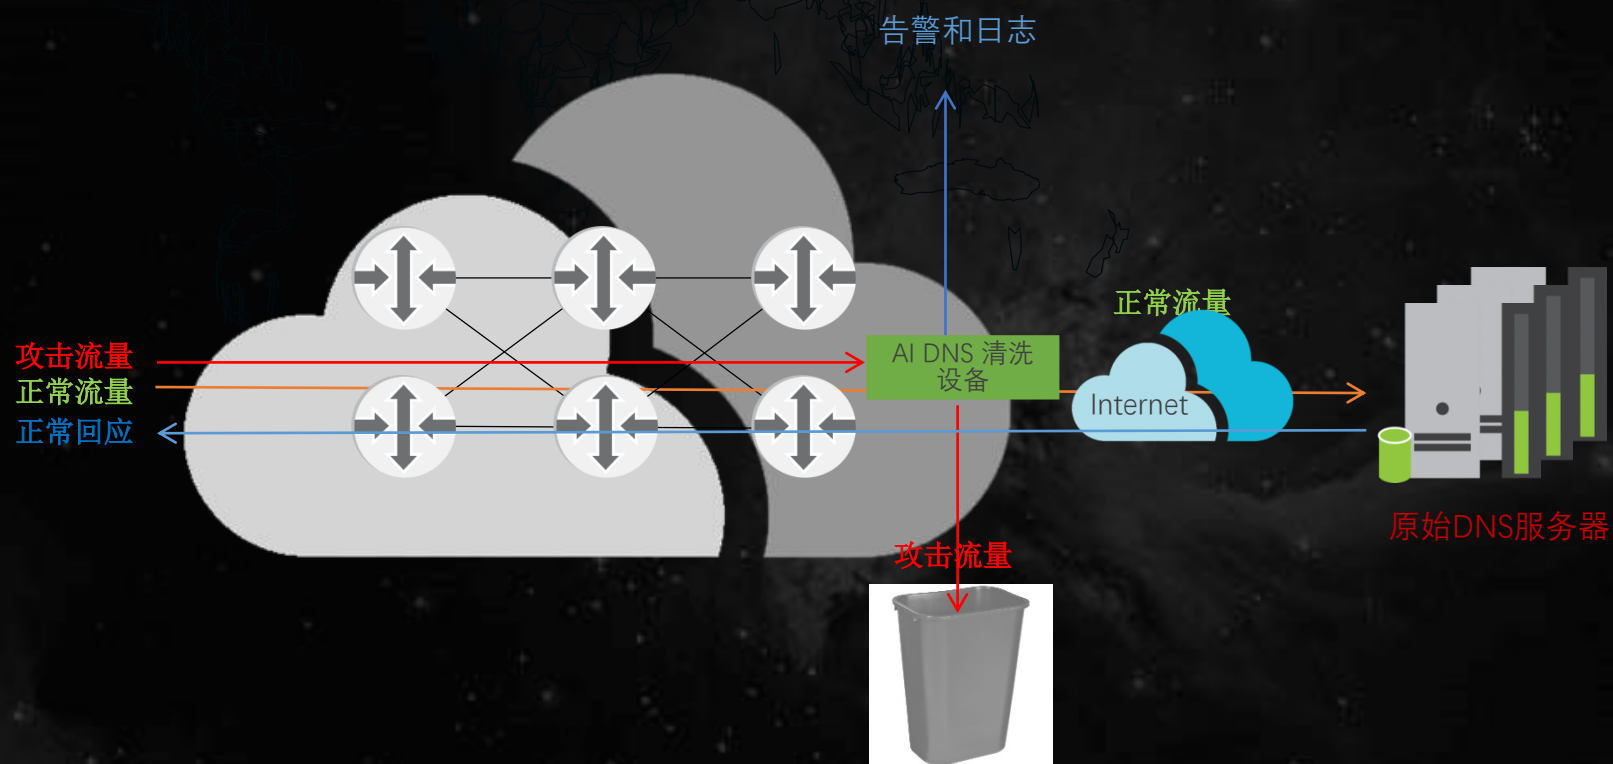 告警和日志
正常流量
攻击流量
正常流量
正常回应
AI DNS 清洗
设备
Internet
原始DNS服务器
攻击流量